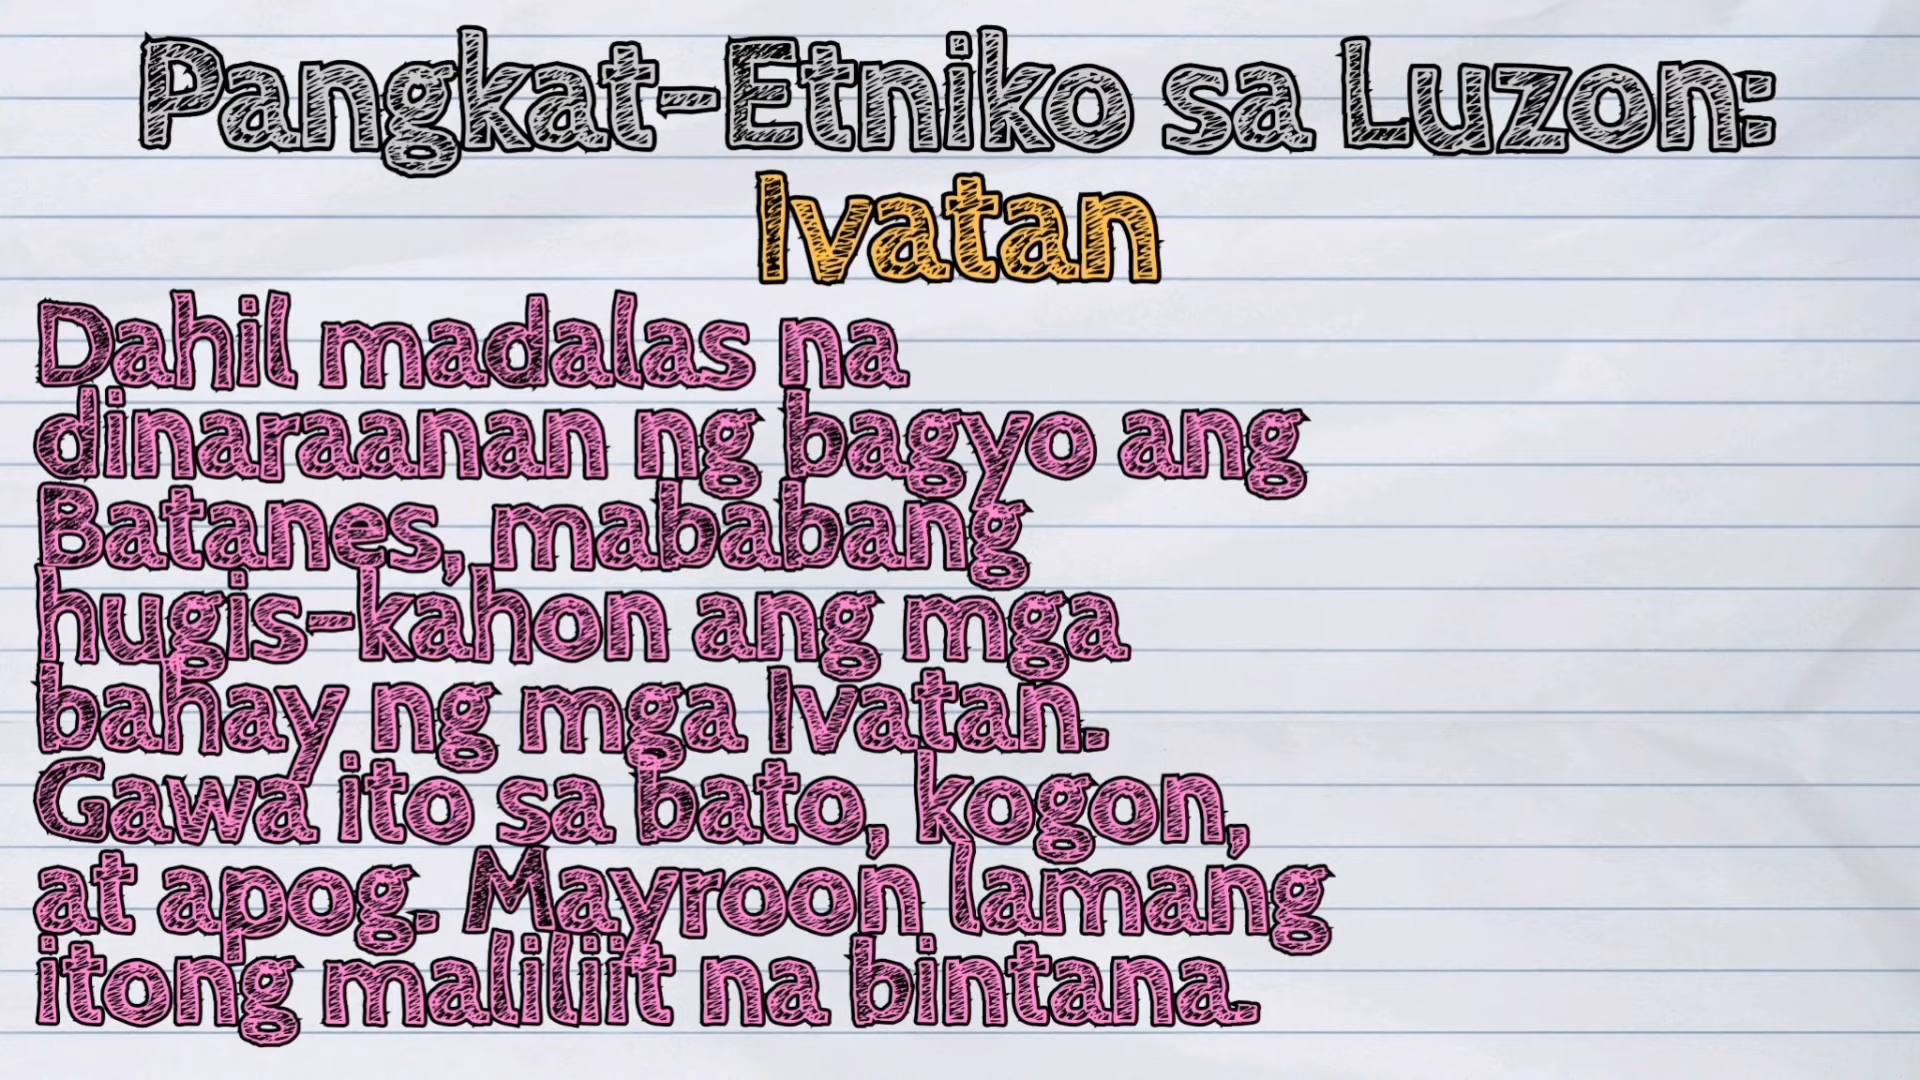 Pangkat-Etniko sa Luzon:
Ivatan
Dahil madalas na
dinaraanan ng bagyo ang
Batanes, mababang
hugis-kahon ang mga
bahay ng mga Ivatan.
Gawa ito sa bato, kogon,
at apog. Mayroon lamang
itong maliliit na bintana.